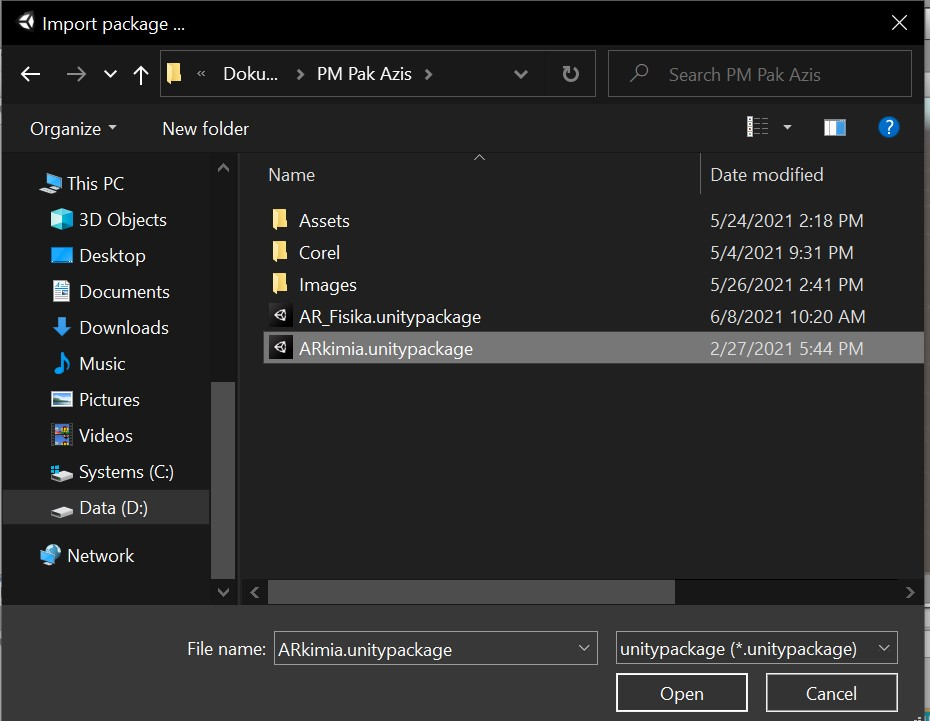 Import package ...
« Doku... > PM Pak Azis >
Search PM Pak Azis
Organize
New folder
?
Name
Date modified
This PC
3D Objects
Desktop
Documents
Downloads
Music
Pictures
Videos
Systems (C:)
Data (D:)
Network
Assets 5/24/2021 2:18 PM
Corel 5/4/2021 9:31 PM
Images 5/26/2021 2:41 PM
AR_Fisika.unitypackage 6/8/2021 10:20 AM
ARkimia.unitypackage 2/27/2021 5:44 PM
File name: ARkimia.unitypackage
unitypackage (*.unitypackage)
Open
Cancel